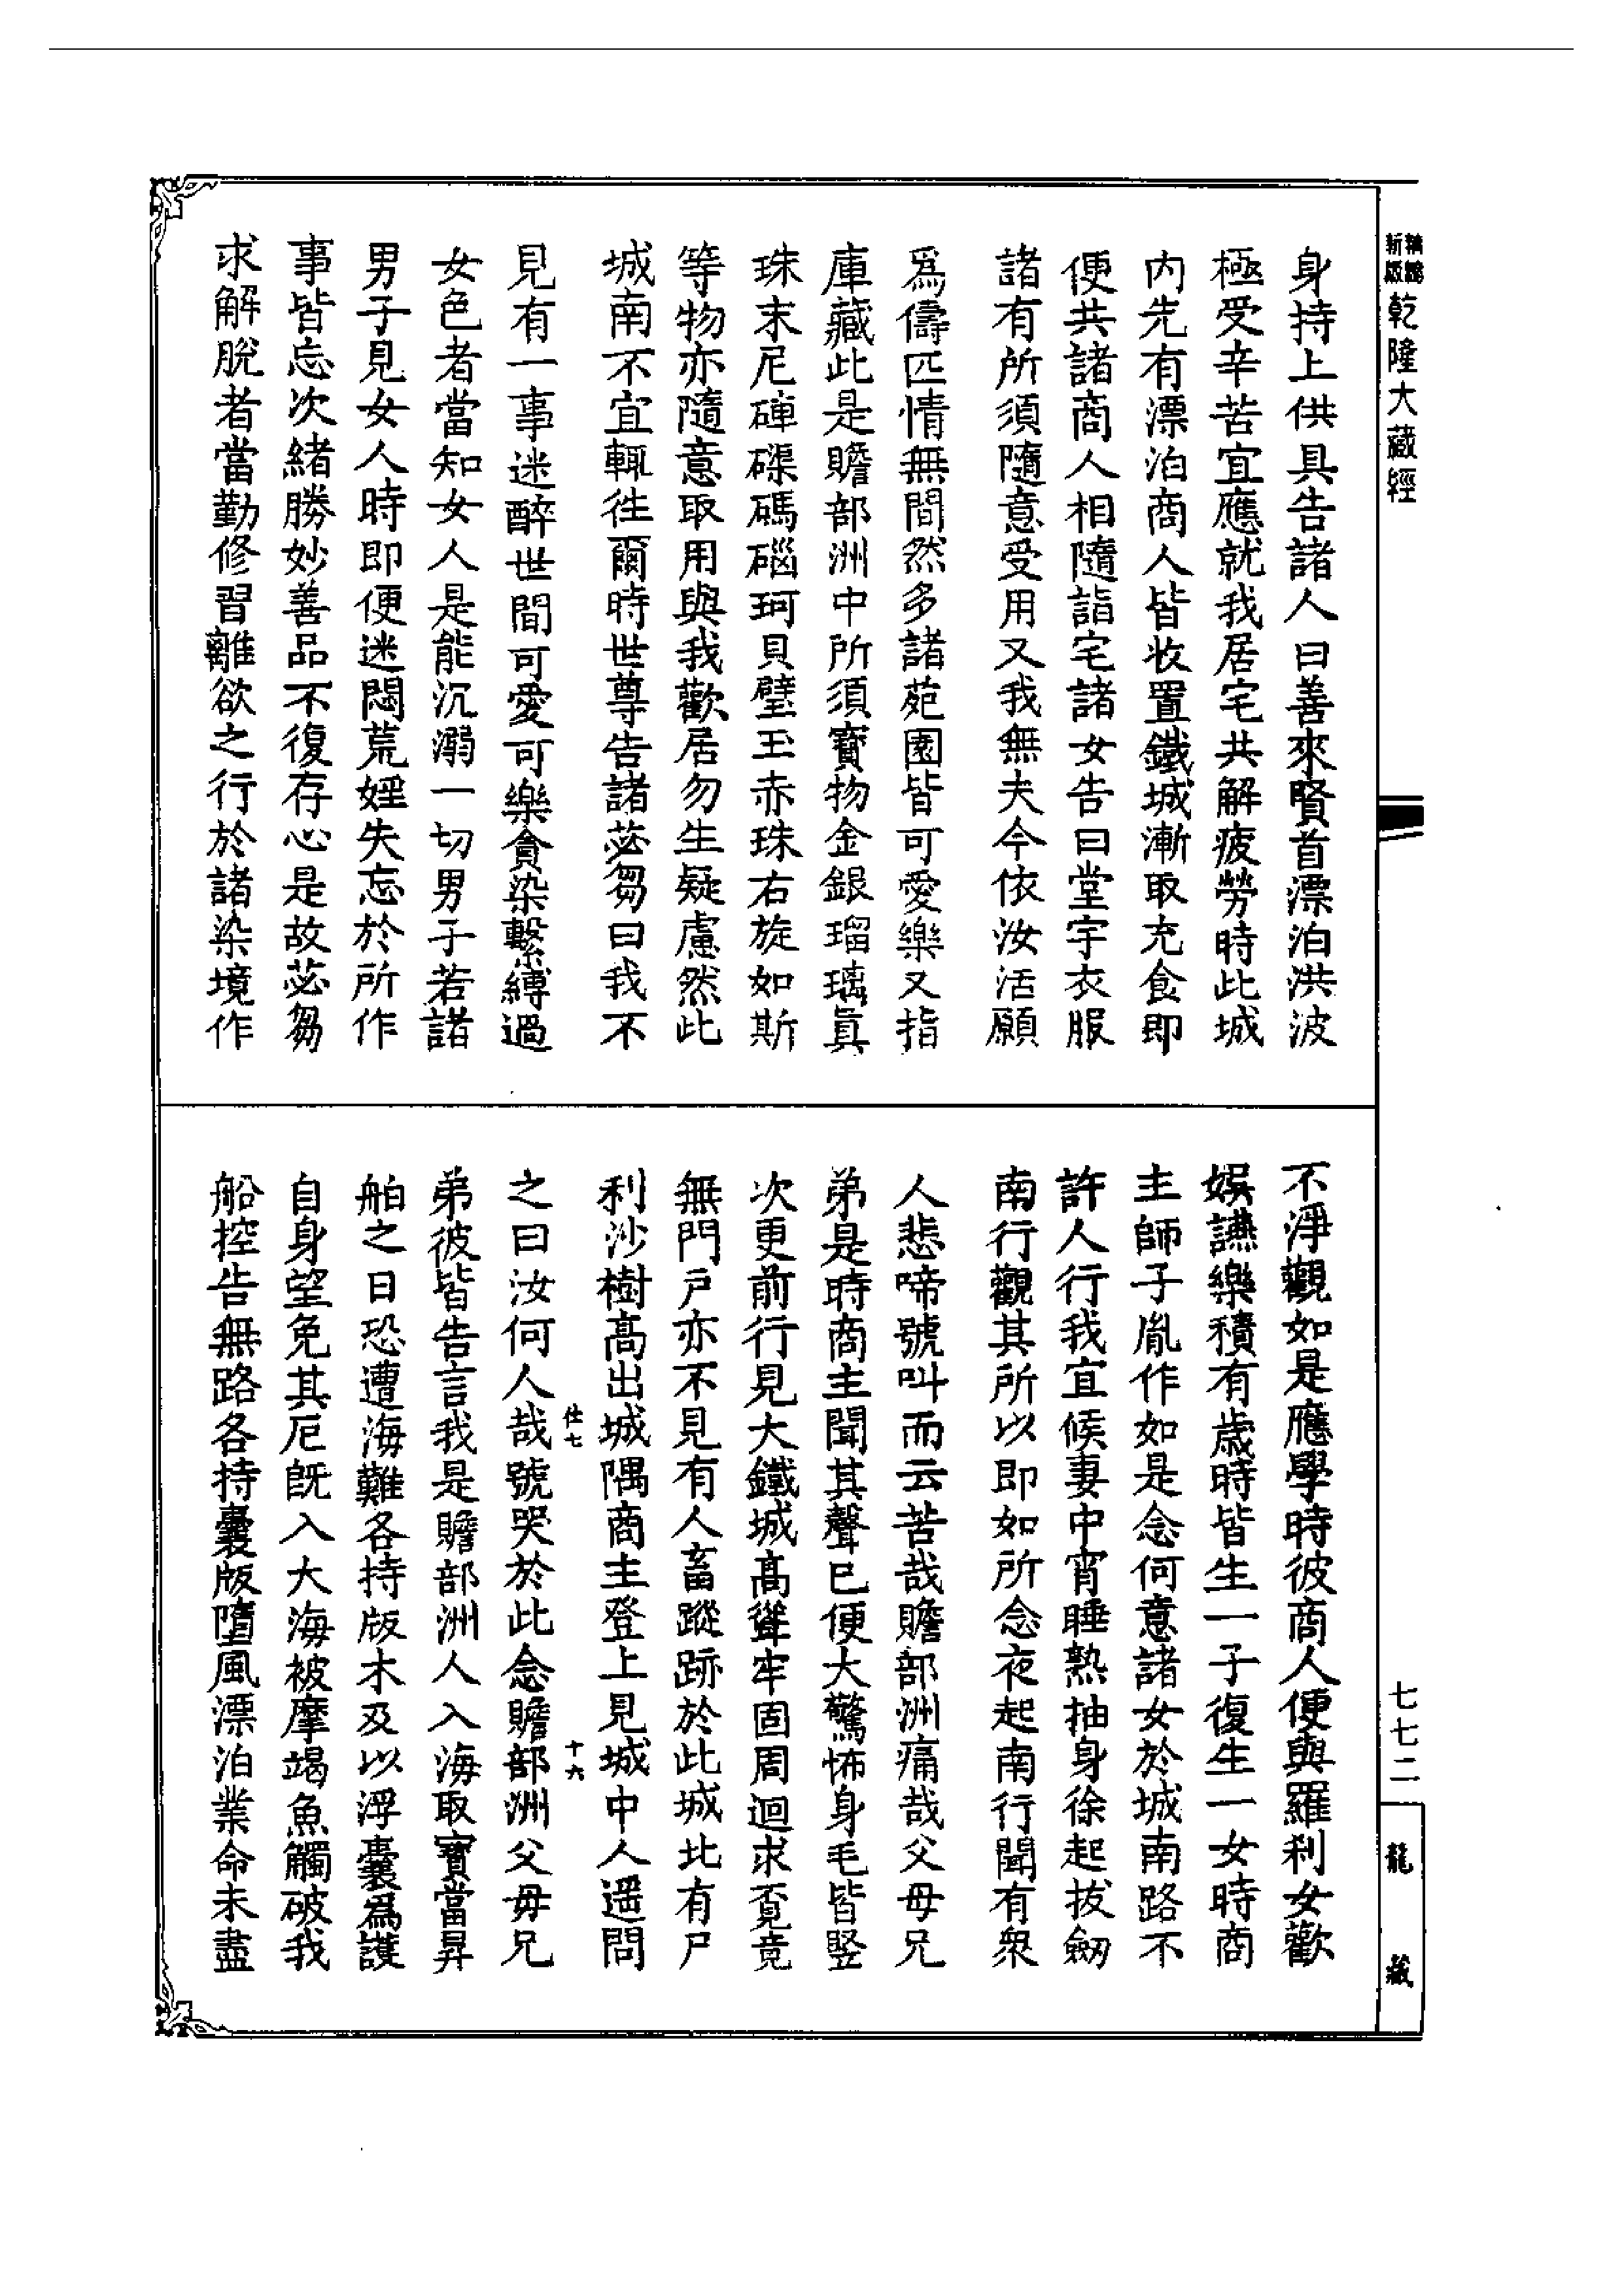 乾隆大藏經
身持上供具告諸人曰善來賢首漂泊洪波
極受辛苦宜應就我居宅共解疲勞時此城
內先有漂泊商人皆收置鐵城漸取充食即
便共諸商人相隨詣宅諸女告曰堂宇衣服
諸有所須隨意受用又我無夫今依汝活願
爲儔匹情無間然多諸苑園皆可愛樂又指
庫藏此是贍部洲中所須寶物金銀瑠璃真
珠末尼硨磲碼碯珂貝璧玉赤珠右旋如斯
等物亦隨意取用與我歡居勿生疑慮然此
城南不宜輒徃爾時世尊告諸苾芻曰我不
見有一事迷醉世間可愛可樂貪染繫縛過
女色者當知女人是能沉溺一切男子若諸
男子見女人時即便迷悶荒婬失忘於所作
事皆忘次緒勝妙善品不復存心是故苾芻
求解脫者當勤修習離欲之行於諸染境作
不淨觀如是應學時彼商人便與羅刹女歡
娛讌樂積有歲時皆生一子復生一女時商
主師子胤作如是念何意諸女於城南路不
許人行我宜候妻中宵睡熟抽身徐起拔劒
南行觀其所以即如所念夜起南行聞有衆
人悲啼號叫而云苦哉贍部洲痛哉父母兄
弟是時商主聞其聲已便大驚怖身毛皆竪
次更前行見大鐵城高聳牢固周迴求覔竟
無門戶亦不見有人畜蹤跡於此城北有尸
利沙樹高出城隅商主登上見城中人遥問
之曰汝何人哉號哭於此念贍部洲父毋兄
弟彼皆告言我是贍部洲人入海取寶當昇
舶之日恐遭海難各持版木及以浮囊爲護
自身望免其厄既入大海被摩竭魚觸破我
船控告無路各持囊版墮風漂泊業命未盡
仕七
十六
七七二
龍藏